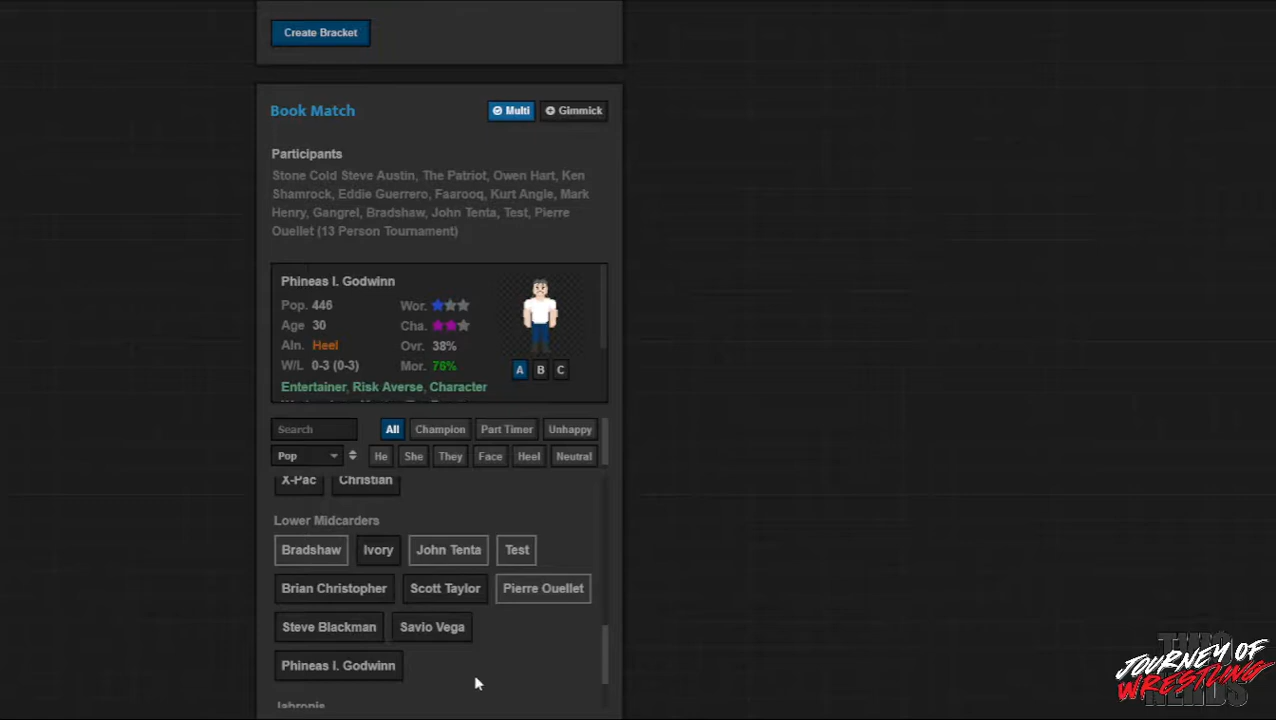 Create Bracket
Book Match
Multi
Gimmick
Participants
Stone Cold Steve Austin, The Patriot, Owen Hart, Ken
Shamrock, Eddie Guerrero, Faarooq, Kurt Angle, Mark
Henry, Gangrel, Bradshaw, John Tenta, Test, Pierre
Ouellet (13 Person Tournament)
Phineas I. Godwinn
Pop. 446 Wor.
Age 30 Cha.
Aln. Heel Ovr. 38%
W/L 0-3 (0-3) Mor. 76%
A B C
Entertainer, Risk Averse, Character
Search All Champion Part Timer Unhappy
Pop He She They Face Heel Neutral
X-Pac Christian
Lower Midcarders
Bradshaw Ivory John Tenta Test
Brian Christopher Scott Taylor Pierre Ouellet
Steve Blackman Savio Vega
Phineas I. Godwinn
Jabronis
JOURNEY OF
WRESTLING
NERDS